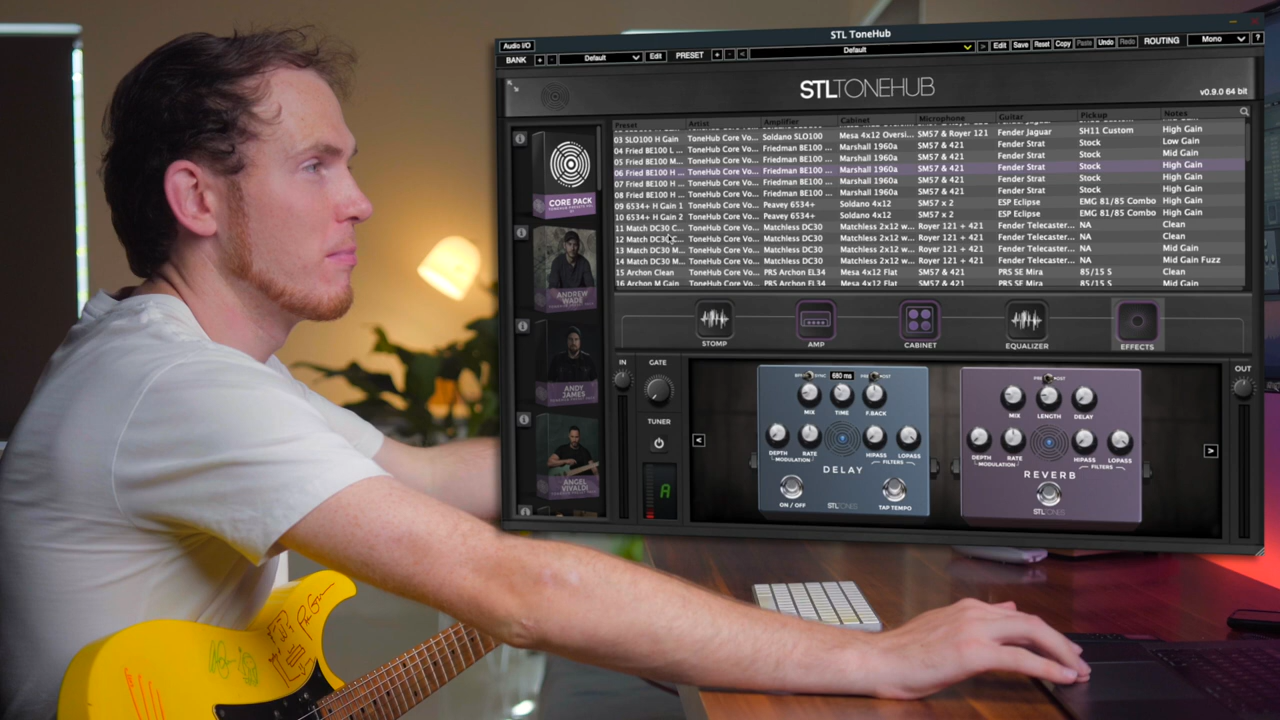 STL ToneHub
Audio I/O
BANK + - Default Edit PRESET + - < Default > Edit Save Reset Copy Paste Undo Redo ROUTING Mono ?
STLTONEHUB
v0.9.0 64 bit
Preset Artist Amplifier Cabinet Microphone Guitar Pickup Notes
03 SLO100 H Gain ToneHub Core Vo... Soldano SLO100 Mesa 4x12 Oversi... SM57 & Royer 121 Fender Jaguar SH11 Custom High Gain
04 Fried BE100 L ... ToneHub Core Vo... Friedman BE100 ... Marshall 1960a SM57 & 421 Fender Strat Stock Low Gain
05 Fried BE100 M... ToneHub Core Vo... Friedman BE100 ... Marshall 1960a SM57 & 421 Fender Strat Stock Mid Gain
06 Fried BE100 H ... ToneHub Core Vo... Friedman BE100 ... Marshall 1960a SM57 & 421 Fender Strat Stock High Gain
07 Fried BE100 H ... ToneHub Core Vo... Friedman BE100 ... Marshall 1960a SM57 & 421 Fender Strat Stock High Gain
08 Fried BE100 H ... ToneHub Core Vo... Friedman BE100 ... Marshall 1960a SM57 & 421 Fender Strat Stock High Gain
09 6534+ H Gain 1 ToneHub Core Vo... Peavey 6534+ Soldano 4x12 SM57 x 2 ESP Eclipse EMG 81/85 Combo High Gain
10 6534+ H Gain 2 ToneHub Core Vo... Peavey 6534+ Soldano 4x12 SM57 x 2 ESP Eclipse EMG 81/85 Combo High Gain
11 Match DC30 C... ToneHub Core Vo... Matchless DC30 Matchless 2x12 w... Royer 121 + 421 Fender Telecaster... NA Clean
12 Match DC30 C... ToneHub Core Vo... Matchless DC30 Matchless 2x12 w... Royer 121 + 421 Fender Telecaster... NA Clean
13 Match DC30 M... ToneHub Core Vo... Matchless DC30 Matchless 2x12 w... Royer 121 + 421 Fender Telecaster... NA Mid Gain
14 Match DC30 M... ToneHub Core Vo... Matchless DC30 Matchless 2x12 w... Royer 121 + 421 Fender Telecaster... NA Mid Gain Fuzz
15 Archon Clean ToneHub Core Vo... PRS Archon EL34 Mesa 4x12 Flat SM57 & 421 PRS SE Mira 85/15 S Clean
16 Archon M Gain ToneHub Core Vo... PRS Archon EL34 Mesa 4x12 Flat SM57 & 421 PRS SE Mira 85/15 S Mid Gain
CORE PACK
ANDREW
WADE
ANDY
JAMES
ANGEL
VIVALDI
STOMP AMP CABINET EQUALIZER EFFECTS
IN GATE OUT
TUNER
A
SYNC 680 ms PRE POST
MIX TIME F.BACK
DEPTH RATE HIPASS LOPASS
MODULATION FILTERS
DELAY
ON / OFF STLTONES TAP TEMPO
PRE POST
MIX LENGTH DELAY
DEPTH RATE HIPASS LOPASS
MODULATION FILTERS
REVERB
STLTONES
< >